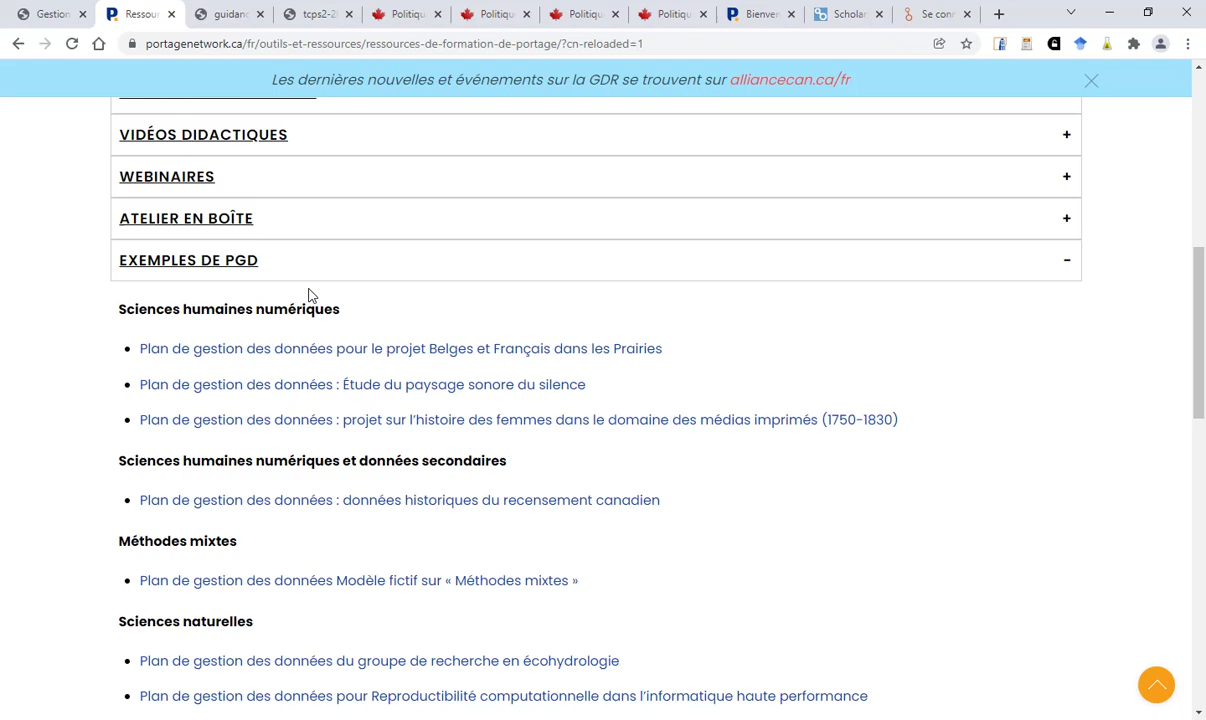 Gestion
Ressour
guidanc
tcps2-2
Politiqu
Politiqu
Politiqu
Politiqu
Bienven
Scholar
Se conn
portagenetwork.ca/fr/outils-et-ressources/ressources-de-formation-de-portage/?cn-reloaded=1
Les dernières nouvelles et événements sur la GDR se trouvent sur alliancecan.ca/fr
VIDÉOS DIDACTIQUES +
WEBINAIRES +
ATELIER EN BOÎTE +
EXEMPLES DE PGD -
Sciences humaines numériques
• Plan de gestion des données pour le projet Belges et Français dans les Prairies
• Plan de gestion des données : Étude du paysage sonore du silence
• Plan de gestion des données : projet sur l'histoire des femmes dans le domaine des médias imprimés (1750-1830)
Sciences humaines numériques et données secondaires
• Plan de gestion des données : données historiques du recensement canadien
Méthodes mixtes
• Plan de gestion des données Modèle fictif sur « Méthodes mixtes »
Sciences naturelles
• Plan de gestion des données du groupe de recherche en écohydrologie
• Plan de gestion des données pour Reproductibilité computationnelle dans l'informatique haute performance